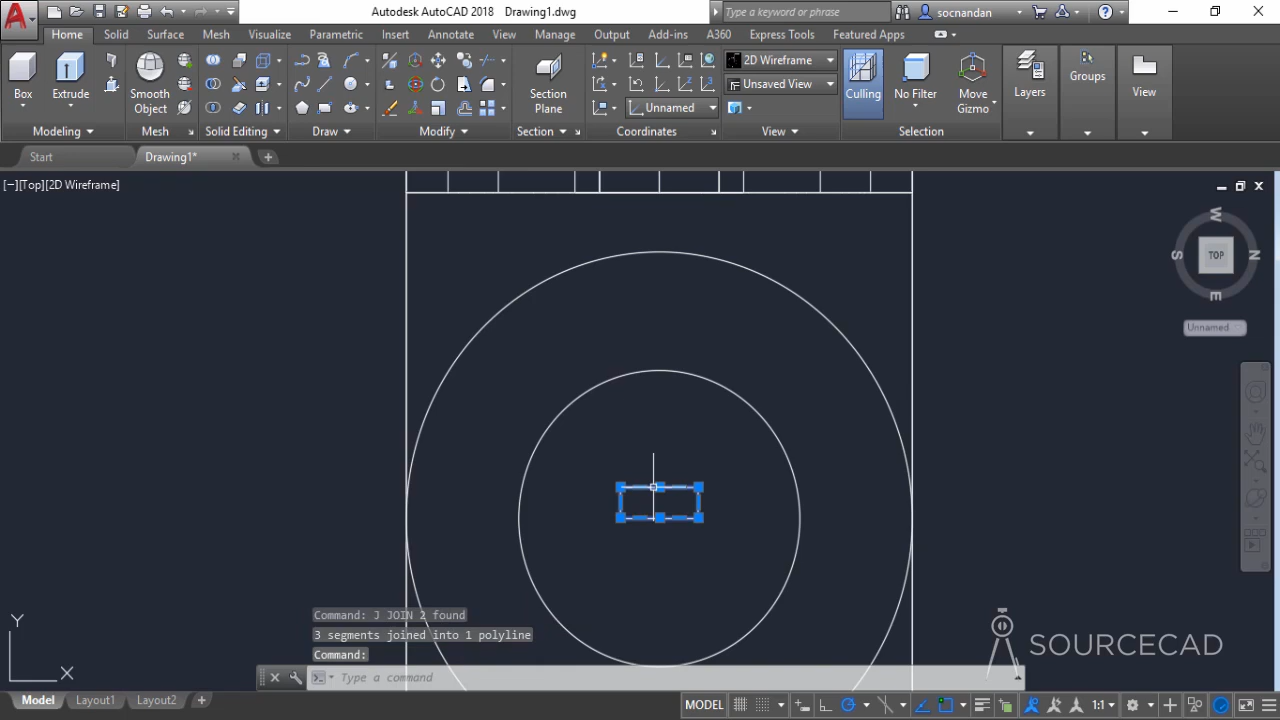 Autodesk AutoCAD 2018 Drawing1.dwg
Type a keyword or phrase
socnandan
Home Solid Surface Mesh Visualize Parametric Insert Annotate View Manage Output Add-ins A360 Express Tools Featured Apps
Box
Extrude
Smooth
Object
Section
Plane
Unnamed
2D Wireframe
Unsaved View
Culling
No Filter
Move
Gizmo
Layers
Groups
View
Modeling Mesh Solid Editing Draw Modify Section Coordinates View Selection
Start Drawing1*
[−][Top][2D Wireframe]
W
S TOP N
E
Unnamed
Command: J JOIN 2 found
3 segments joined into 1 polyline
Command:
Type a command
Y
X
SOURCECAD
Model Layout1 Layout2 +
MODEL 1:1